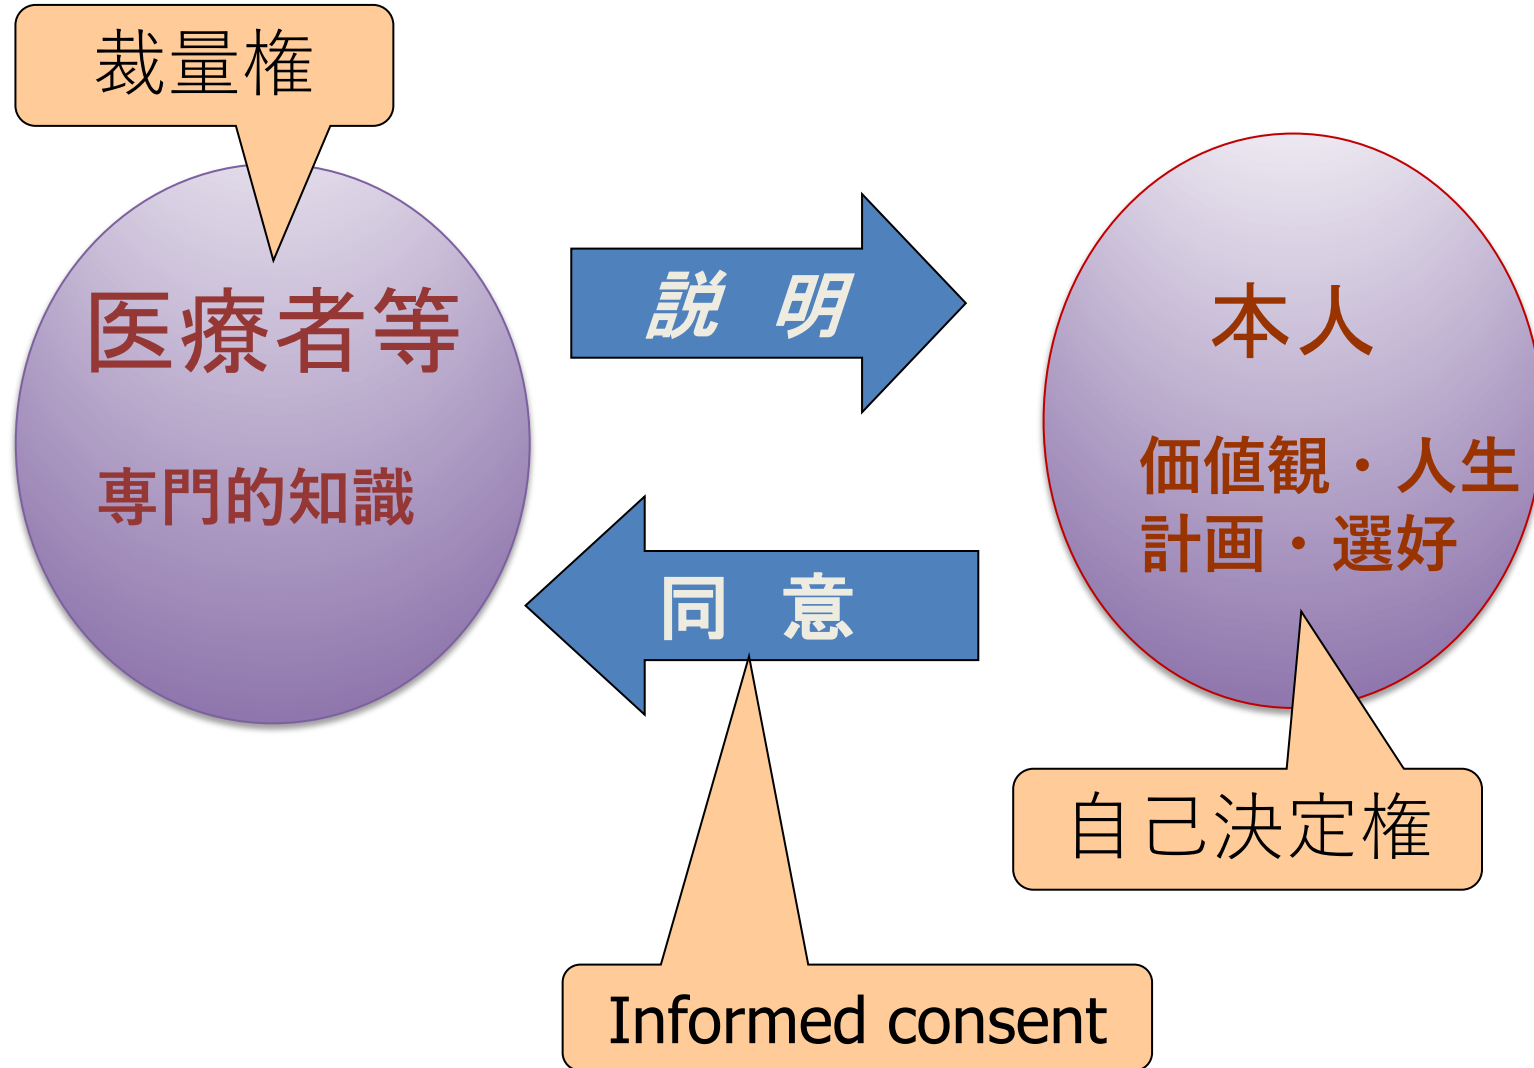 裁量権
医療者等
専門的知識
説 明
同 意
本人
価値観・人生
計画・選好
自己決定権
Informed consent